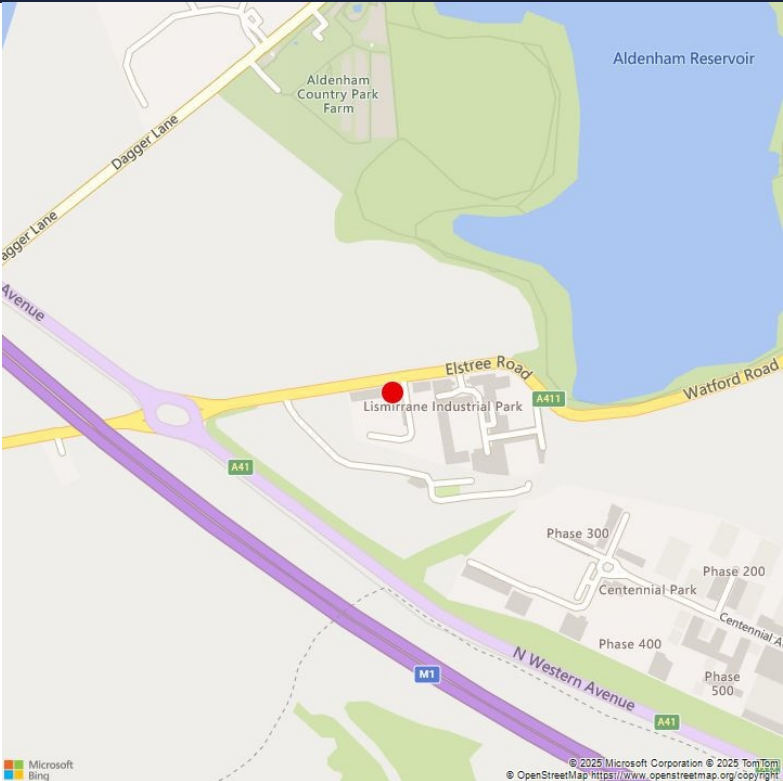 Aldenham Reservoir
Aldenham
Country Park
Farm
Dagger Lane
agger Lane
Avenue
Elstree Road
Watford Road
Lismirrane Industrial Park
A411
A41
Phase 300
Phase 200
Centennial Park
Centennial A
Phase 400
Phase
500
N Western Avenue
M1
A41
Microsoft
Bing
© 2025 Microsoft Corporation © 2025 TomTom
© OpenStreetMap https://www.openstreetmap.org/copyright